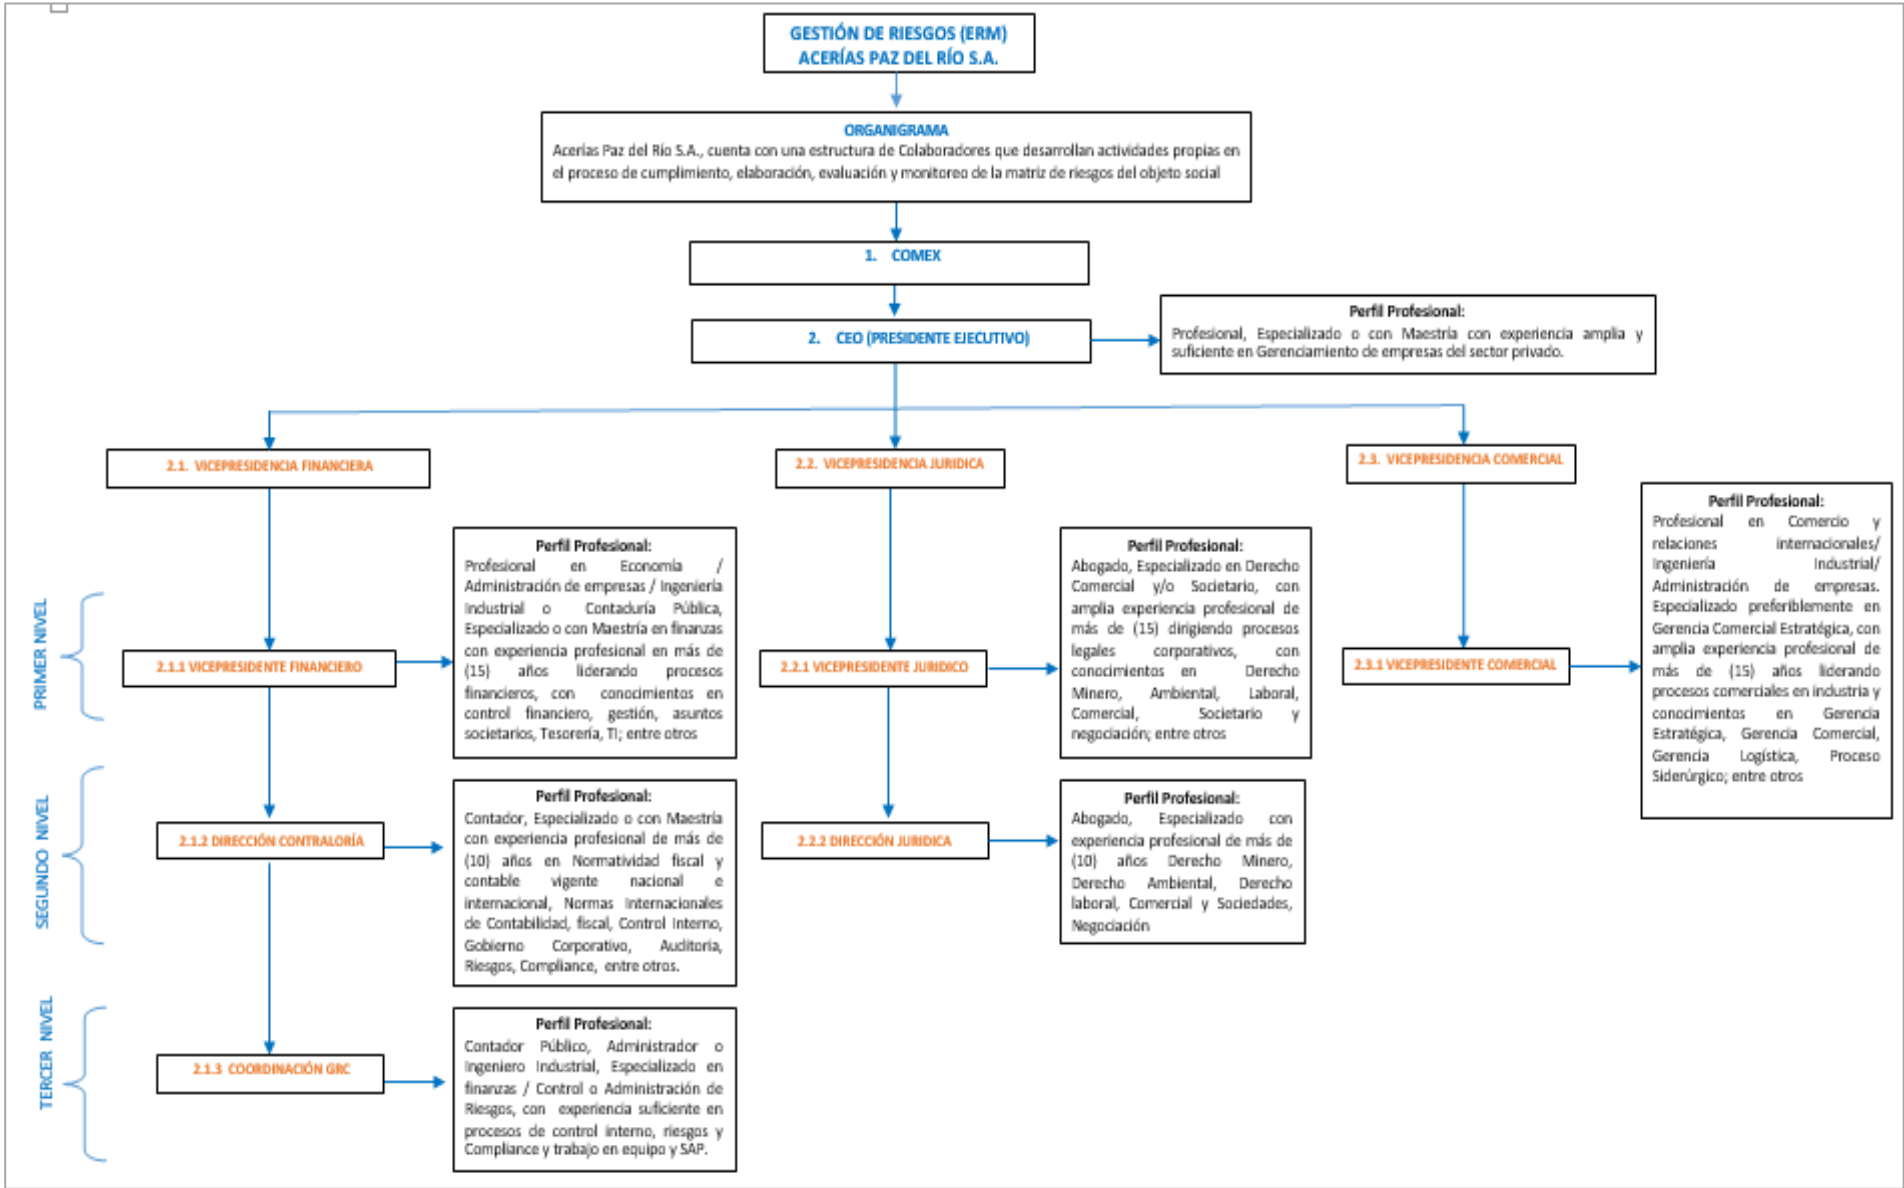 GESTIÓN DE RIESGOS (ERM)
ACERÍAS PAZ DEL RÍO S.A.
ORGANIGRAMA
Acerías Paz del Río S.A., cuenta con una estructura de Colaboradores que desarrollan actividades propias en
el proceso de cumplimiento, elaboración, evaluación y monitoreo de la matriz de riesgos del objeto social
1. COMEX
2. CEO (PRESIDENTE EJECUTIVO)
Perfil Profesional:
Profesional, Especializado o con Maestría con experiencia amplia y
suficiente en Gerenciamiento de empresas del sector privado.
2.1. VICEPRESIDENCIA FINANCIERA
2.2. VICEPRESIDENCIA JURIDICA
2.3. VICEPRESIDENCIA COMERCIAL
PRIMER NIVEL
2.1.1 VICEPRESIDENTE FINANCIERO
Perfil Profesional:
Profesional en Economía /
Administración de empresas / Ingeniería
Industrial o Contaduría Pública,
Especializado o con Maestría en finanzas
con experiencia profesional en más de
(15) años liderando procesos
financieros, con conocimientos en
control financiero, gestión, asuntos
societarios, Tesorería, TI; entre otros
2.2.1 VICEPRESIDENTE JURIDICO
Perfil Profesional:
Abogado, Especializado en Derecho
Comercial y/o Societario, con
amplia experiencia profesional de
más de (15) dirigiendo procesos
legales corporativos, con
conocimientos en Derecho
Minero, Ambiental, Laboral,
Comercial, Societario y
negociación; entre otros
2.3.1 VICEPRESIDENTE COMERCIAL
Perfil Profesional:
Profesional en Comercio y
relaciones internacionales/
Ingeniería Industrial/
Administración de empresas.
Especializado preferiblemente en
Gerencia Comercial Estratégica, con
amplia experiencia profesional de
más de (15) años liderando
procesos comerciales en industria y
conocimientos en Gerencia
Estratégica, Gerencia Comercial,
Gerencia Logística, Proceso
Siderúrgico; entre otros
SEGUNDO NIVEL
2.1.2 DIRECCIÓN CONTRALORÍA
Perfil Profesional:
Contador, Especializado o con Maestría
con experiencia profesional de más de
(10) años en Normatividad fiscal y
contable vigente nacional e
internacional, Normas Internacionales
de Contabilidad, fiscal, Control Interno,
Gobierno Corporativo, Auditoria,
Riesgos, Compliance, entre otros.
2.2.2 DIRECCIÓN JURIDICA
Perfil Profesional:
Abogado, Especializado con
experiencia profesional de más de
(10) años Derecho Minero,
Derecho Ambiental, Derecho
laboral, Comercial y Sociedades,
Negociación
TERCER NIVEL
2.1.3 COORDINACIÓN GRC
Perfil Profesional:
Contador Público, Administrador o
Ingeniero Industrial, Especializado en
finanzas / Control o Administración de
Riesgos, con experiencia suficiente en
procesos de control interno, riesgos y
Compliance y trabajo en equipo y SAP.